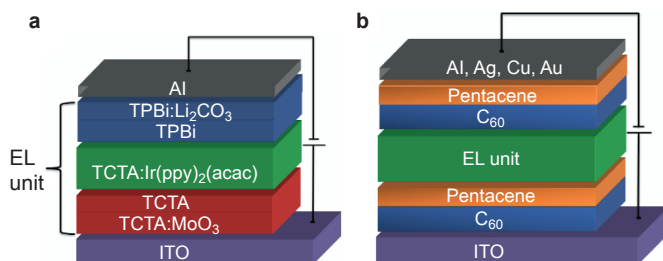 a
Al
TPBi:Li₂CO₃
TPBi
EL
unit
TCTA:Ir(ppy)₂(acac)
TCTA
TCTA:MoO₃
ITO
b
Al, Ag, Cu, Au
Pentacene
C₆₀
EL unit
Pentacene
C₆₀
ITO